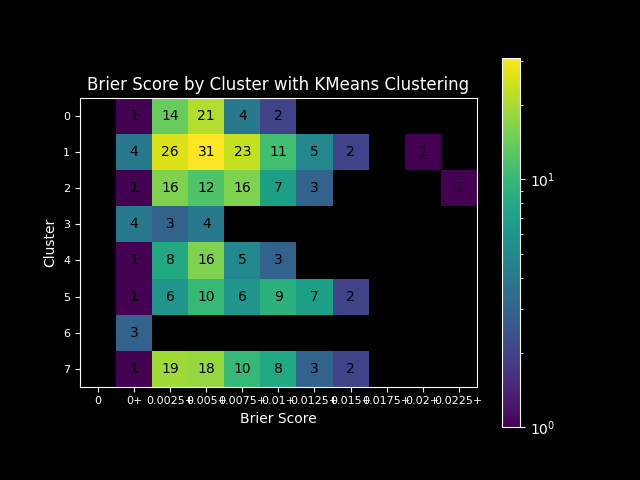 Brier Score by Cluster with KMeans Clustering
0 1 14 21 4 2
1 4 26 31 23 11 5 2 1
2 1 16 12 16 7 3 1
3 4 3 4
4 1 8 16 5 3
5 1 6 10 6 9 7 2
6 3
7 1 19 18 10 8 3 2
Cluster
0 0+ 0.0025+ 0.005+ 0.0075+ 0.01+ 0.0125+ 0.015+ 0.0175+ 0.02+ 0.0225+
Brier Score
10¹
10⁰